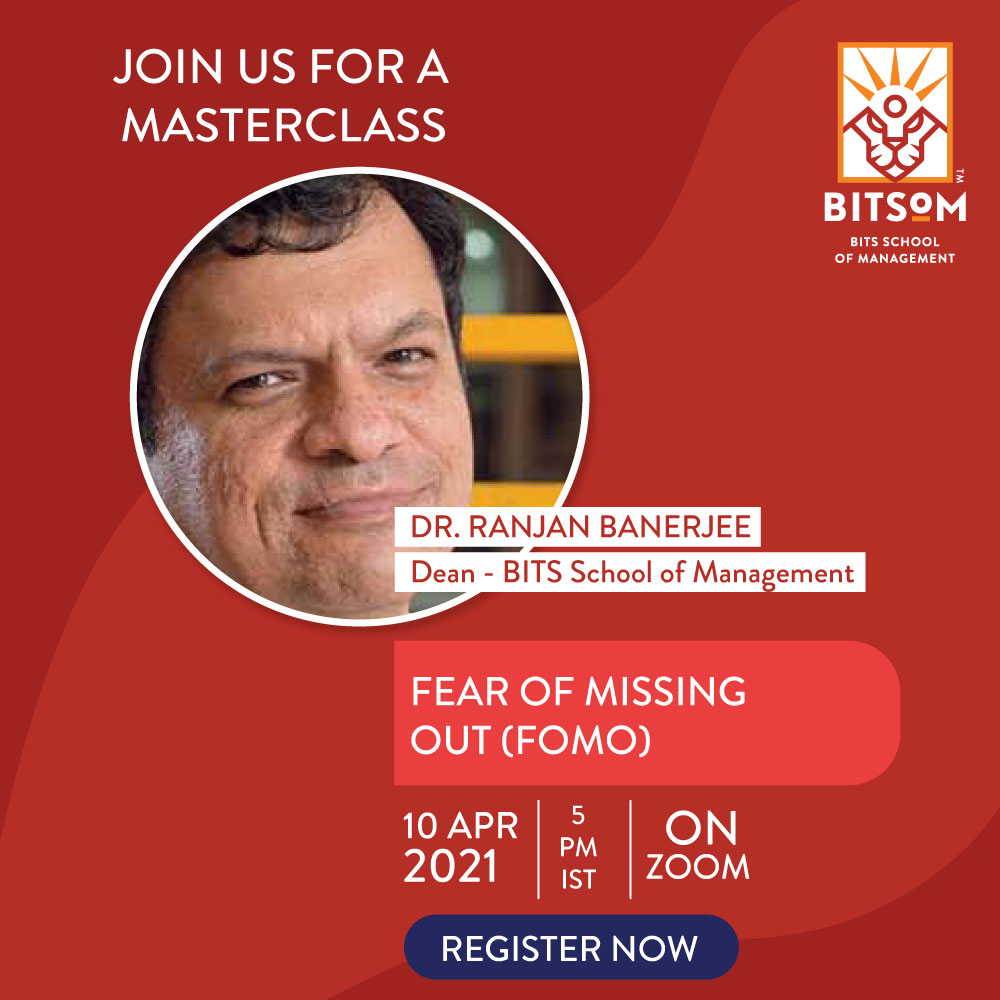 JOIN US FOR A
MASTERCLASS
TM
BITSOM
BITS SCHOOL
OF MANAGEMENT
DR. RANJAN BANERJEE
Dean - BITS School of Management
FEAR OF MISSING
OUT (FOMO)
10 APR
2021
5
PM
IST
ON
ZOOM
REGISTER NOW